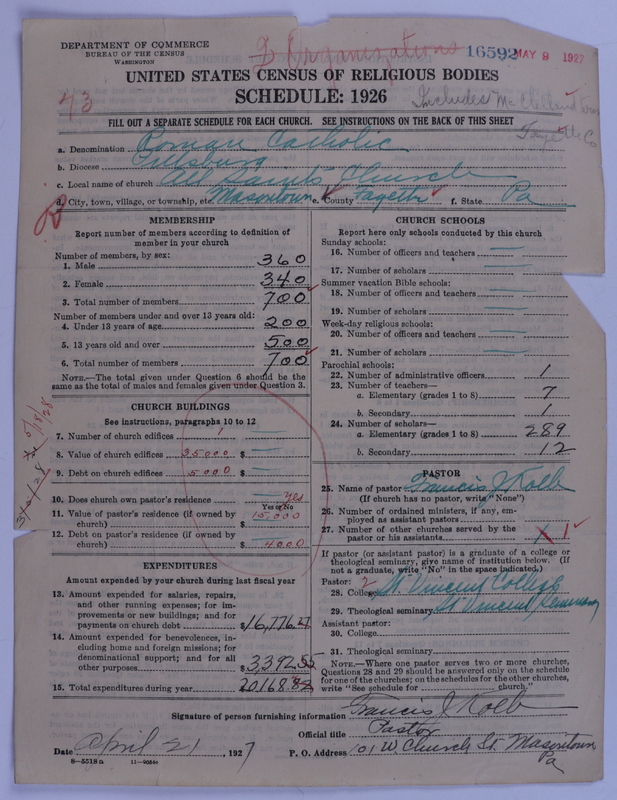 DEPARTMENT OF COMMERCE
BUREAU OF THE CENSUS
WASHINGTON
2 Organizations 16592 MAY 9 1927
UNITED STATES CENSUS OF RELIGIOUS BODIES
SCHEDULE: 1926
43
Includes McClelland town
Fayette Co
FILL OUT A SEPARATE SCHEDULE FOR EACH CHURCH. SEE INSTRUCTIONS ON THE BACK OF THIS SHEET
a. Denomination Roman Catholic
b. Diocese Pittsburg
c. Local name of church All Saints Church
d. City, town, village, or township, etc. Masontown e. County Fayette f. State Pa
R
MEMBERSHIP
Report number of members according to definition of
member in your church
Number of members, by sex:
1. Male 360
2. Female 340
3. Total number of members 700
Number of members under and over 13 years old:
4. Under 13 years of age 200
5. 13 years old and over 500
6. Total number of members 700
NOTE.—The total given under Question 6 should be the
same as the total of males and females given under Question 3.
CHURCH BUILDINGS
See instructions, paragraphs 10 to 12
7. Number of church edifices 1
8. Value of church edifices 35000 $
9. Debt on church edifices 5000 $
10. Does church own pastor's residence Yes
Yes or No
11. Value of pastor's residence (if owned by
church) $ 15,000
12. Debt on pastor's residence (if owned by
church) $ 4000
EXPENDITURES
Amount expended by your church during last fiscal year
13. Amount expended for salaries, repairs,
and other running expenses; for im-
provements or new buildings; and for
payments on church debt $16,776.27
14. Amount expended for benevolences, in-
cluding home and foreign missions; for
denominational support; and for all
other purposes $3,392.55
15. Total expenditures during year 20168.82
CHURCH SCHOOLS
Report here only schools conducted by this church
Sunday schools:
16. Number of officers and teachers
17. Number of scholars
Summer vacation Bible schools:
18. Number of officers and teachers
19. Number of scholars
Week-day religious schools:
20. Number of officers and teachers
21. Number of scholars
Parochial schools:
22. Number of administrative officers 1
23. Number of teachers—
a. Elementary (grades 1 to 8) 7
b. Secondary 1
24. Number of scholars—
a. Elementary (grades 1 to 8) 289
b. Secondary 12
PASTOR
25. Name of pastor Francis J Kolb
(If church has no pastor, write "None")
26. Number of ordained ministers, if any, em-
ployed as assistant pastors
27. Number of other churches served by the
pastor or his assistants 1
If pastor (or assistant pastor) is a graduate of a college or
theological seminary, give name of institution below. (If
not a graduate, write "No" in the space indicated.)
Pastor: 2
28. College St Vincent College
29. Theological seminary St Vincent Seminary
Assistant pastor:
30. College
31. Theological seminary
NOTE.—Where one pastor serves two or more churches,
Questions 28 and 29 should be answered only on the schedule
for one of the churches; on the schedules for the other churches,
write "See schedule for church."
Signature of person furnishing information Francis J Kolb
Official title Pastor
Date April 21, 1927 P. O. Address 101 W Church St. Masontown
Pa
8—5518 a